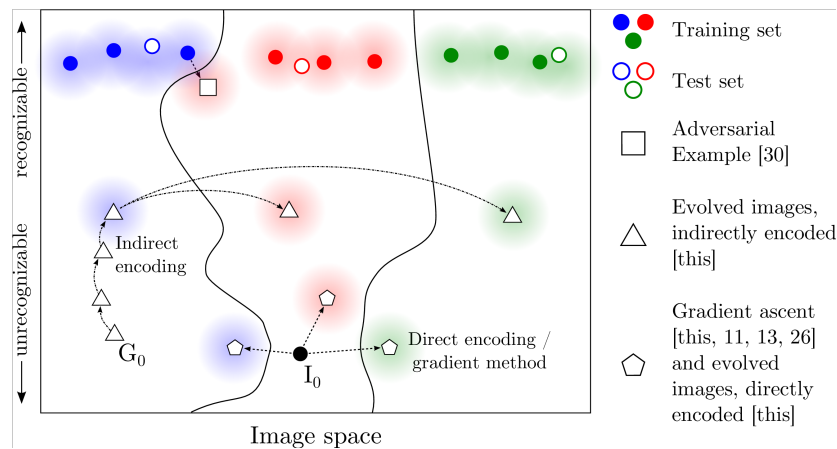 recognizable
unrecognizable
Indirect
encoding
G0
I0
Direct encoding /
gradient method
Image space
Training set
Test set
Adversarial
Example [30]
Evolved images,
indirectly encoded
[this]
Gradient ascent
[this, 11, 13, 26]
and evolved
images, directly
encoded [this]